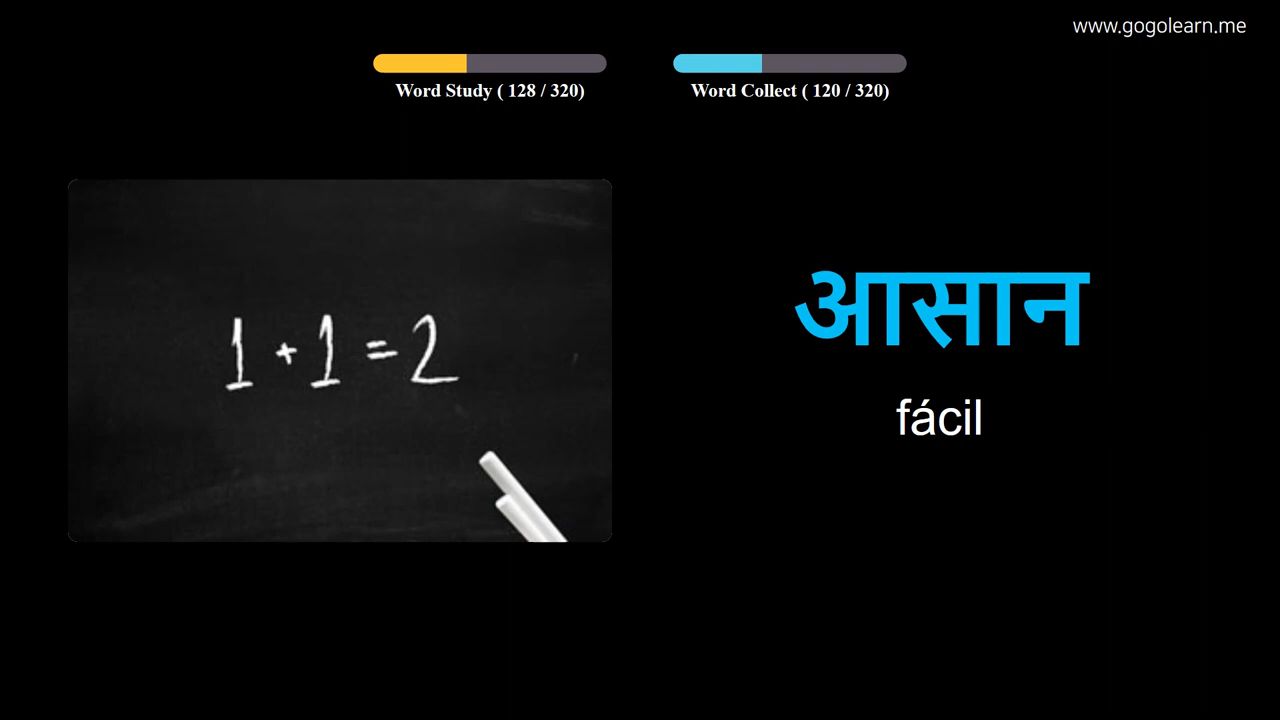 www.gogolearn.me
Word Study ( 128 / 320)
Word Collect ( 120 / 320)
1 + 1 = 2
आसान
fácil